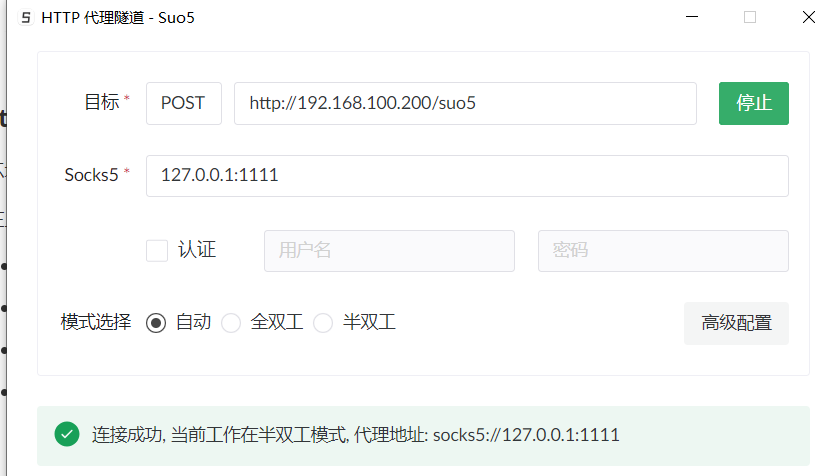 HTTP 代理隧道 - Suo5
目标 * POST http://192.168.100.200/suo5 停止
Socks5 * 127.0.0.1:1111
认证 用户名 密码
模式选择 自动 全双工 半双工 高级配置
连接成功, 当前工作在半双工模式, 代理地址: socks5://127.0.0.1:1111